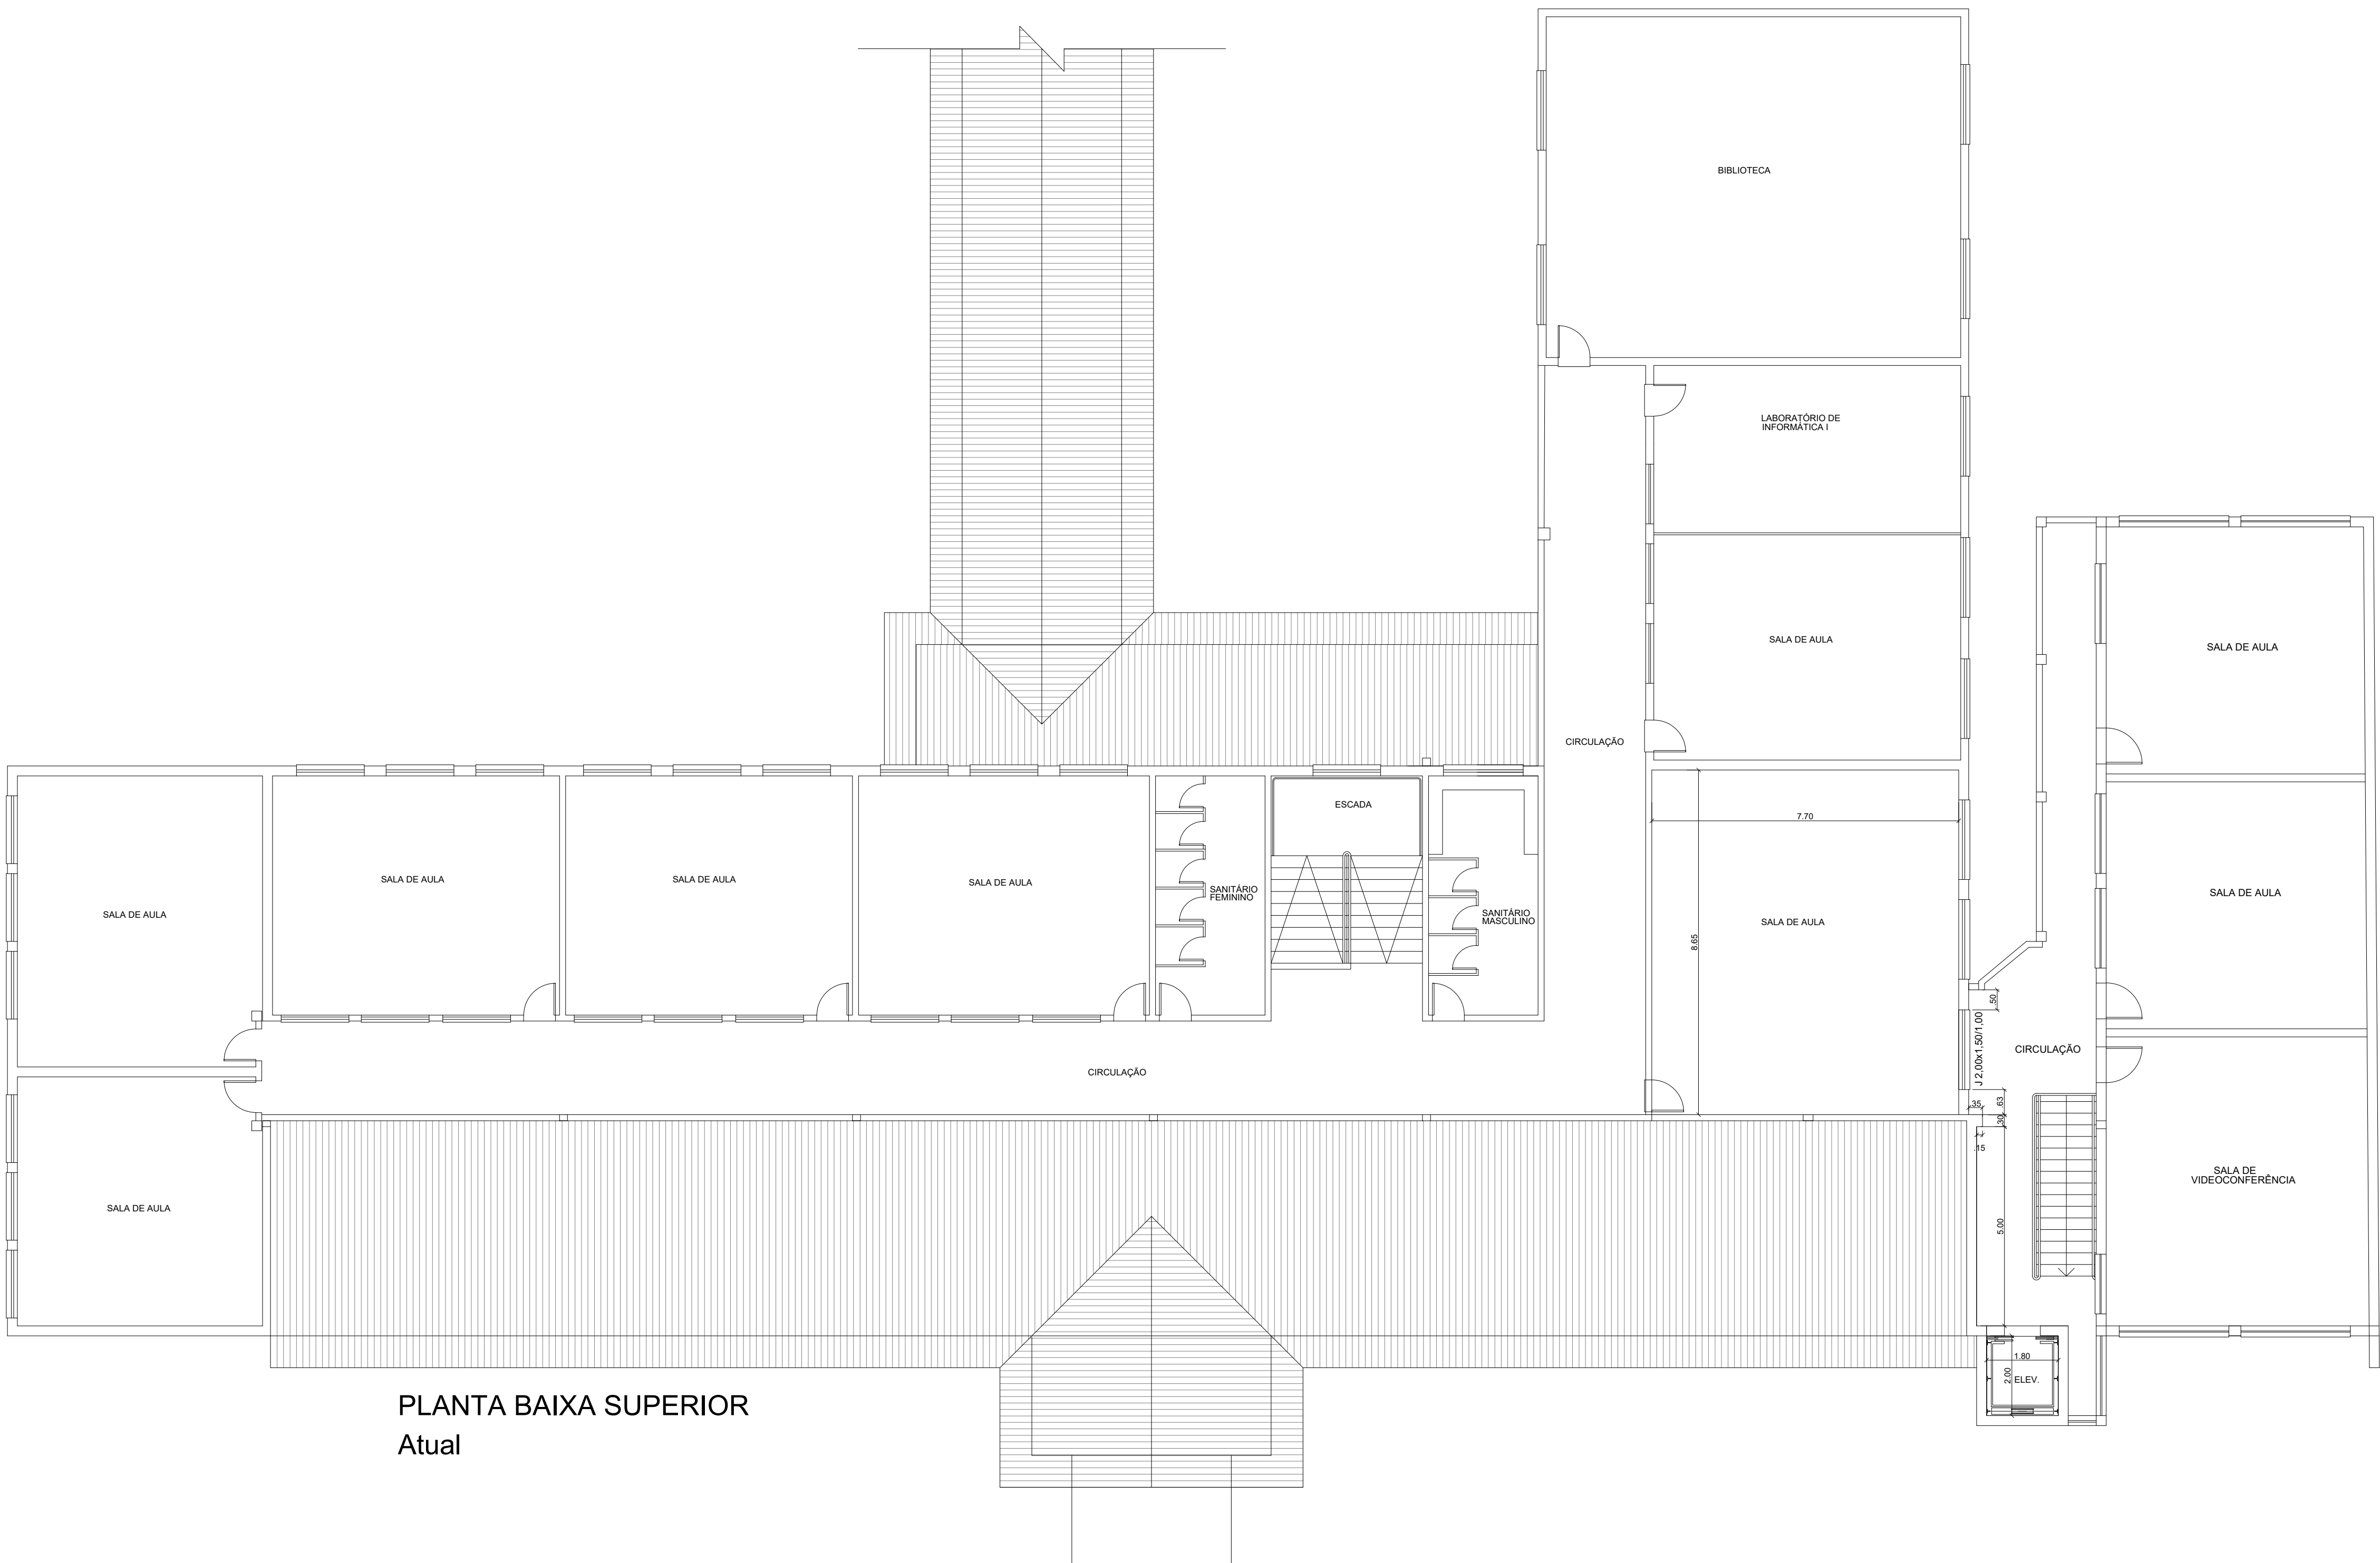 BIBLIOTECA
LABORATÓRIO DE
INFORMÁTICA I
SALA DE AULA
SALA DE AULA
CIRCULAÇÃO
ESCADA
7.70
SALA DE AULA
SALA DE AULA
SALA DE AULA
SALA DE AULA
SANITÁRIO
FEMININO
SALA DE AULA
SANITÁRIO
MASCULINO
SALA DE AULA
8.65
SALA DE AULA
.50
J 2,00x1,50/1,00
CIRCULAÇÃO
CIRCULAÇÃO
.35
.63
.30
.15
SALA DE
VIDEOCONFERÊNCIA
SALA DE AULA
5.00
1.80
2.00
ELEV.
PLANTA BAIXA SUPERIOR
Atual